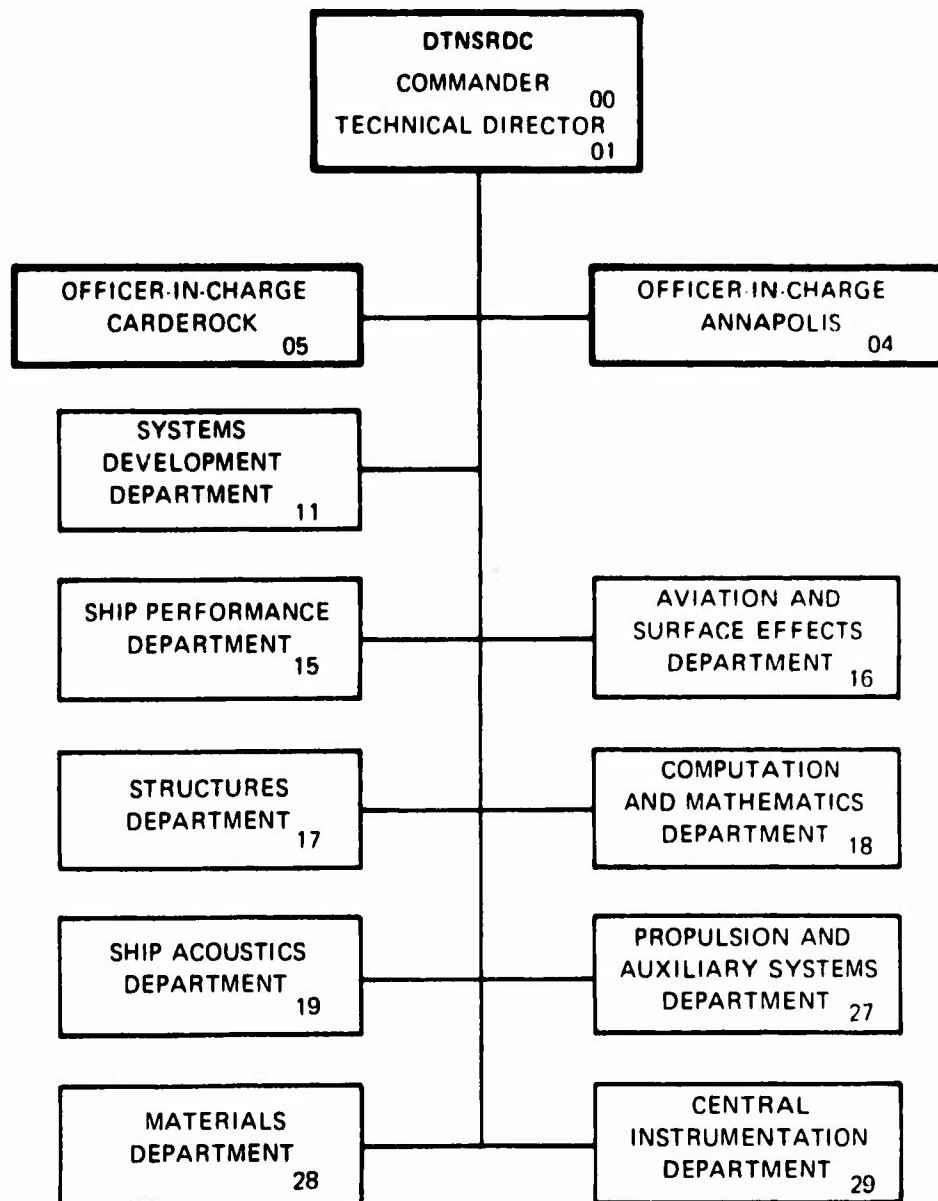 DTNSRDC
COMMANDER
00
TECHNICAL DIRECTOR
01
OFFICER-IN-CHARGE
CARDEROCK
05
OFFICER-IN-CHARGE
ANNAPOLIS
04
SYSTEMS
DEVELOPMENT
DEPARTMENT
11
SHIP PERFORMANCE
DEPARTMENT
15
AVIATION AND
SURFACE EFFECTS
DEPARTMENT
16
STRUCTURES
DEPARTMENT
17
COMPUTATION
AND MATHEMATICS
DEPARTMENT
18
SHIP ACOUSTICS
DEPARTMENT
19
PROPULSION AND
AUXILIARY SYSTEMS
DEPARTMENT
27
MATERIALS
DEPARTMENT
28
CENTRAL
INSTRUMENTATION
DEPARTMENT
29